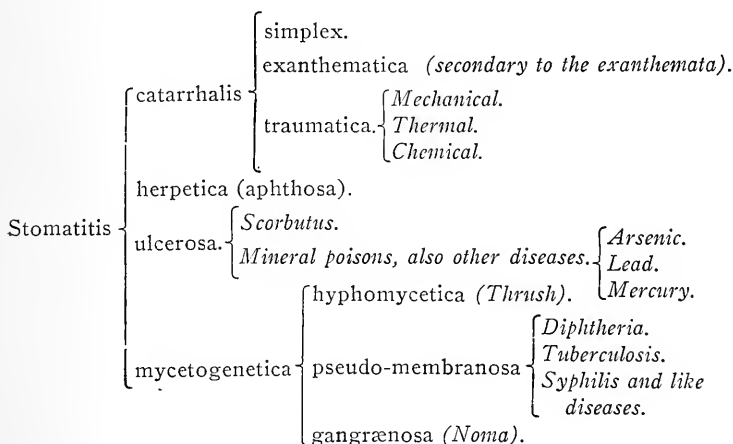 simplex.
exanthematica (secondary to the exanthemata).
catarrhalis
Mechanical.
traumatica. Thermal.
Chemical.
herpetica (aphthosa).
Stomatitis
Scorbutus.
ulcerosa.
Mineral poisons, also other diseases.
Arsenic.
Lead.
Mercury.
hyphomycetica (Thrush).
mycetogenetica
pseudo-membranosa
Diphtheria.
Tuberculosis.
Syphilis and like
diseases.
gangrænosa (Noma).